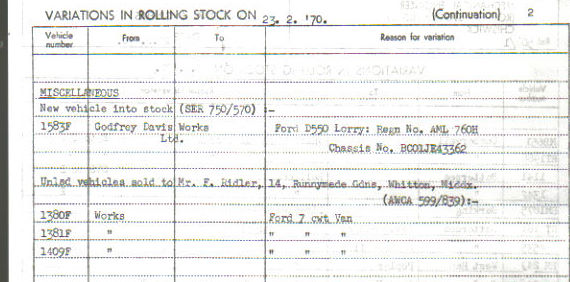 VARIATIONS IN ROLLING STOCK ON 23. 2. '70. (Continuation) 2
Vehicle number From To Reason for variation
MISCELLANEOUS
New vehicle into stock (SER 750/570) :-
1583F Godfrey Davis Works Ford D550 Lorry: Regn No. AML 760H
Ltd. Chassis No. BC01JE43362
Unlsd vehicles sold to Mr. F. Ridler, 14, Runnymede Gdns, Whitton, Middx.
(AWCA 599/839):-
1380F Works Ford 7 cwt Van
1381F " " " "
1409F " " " "